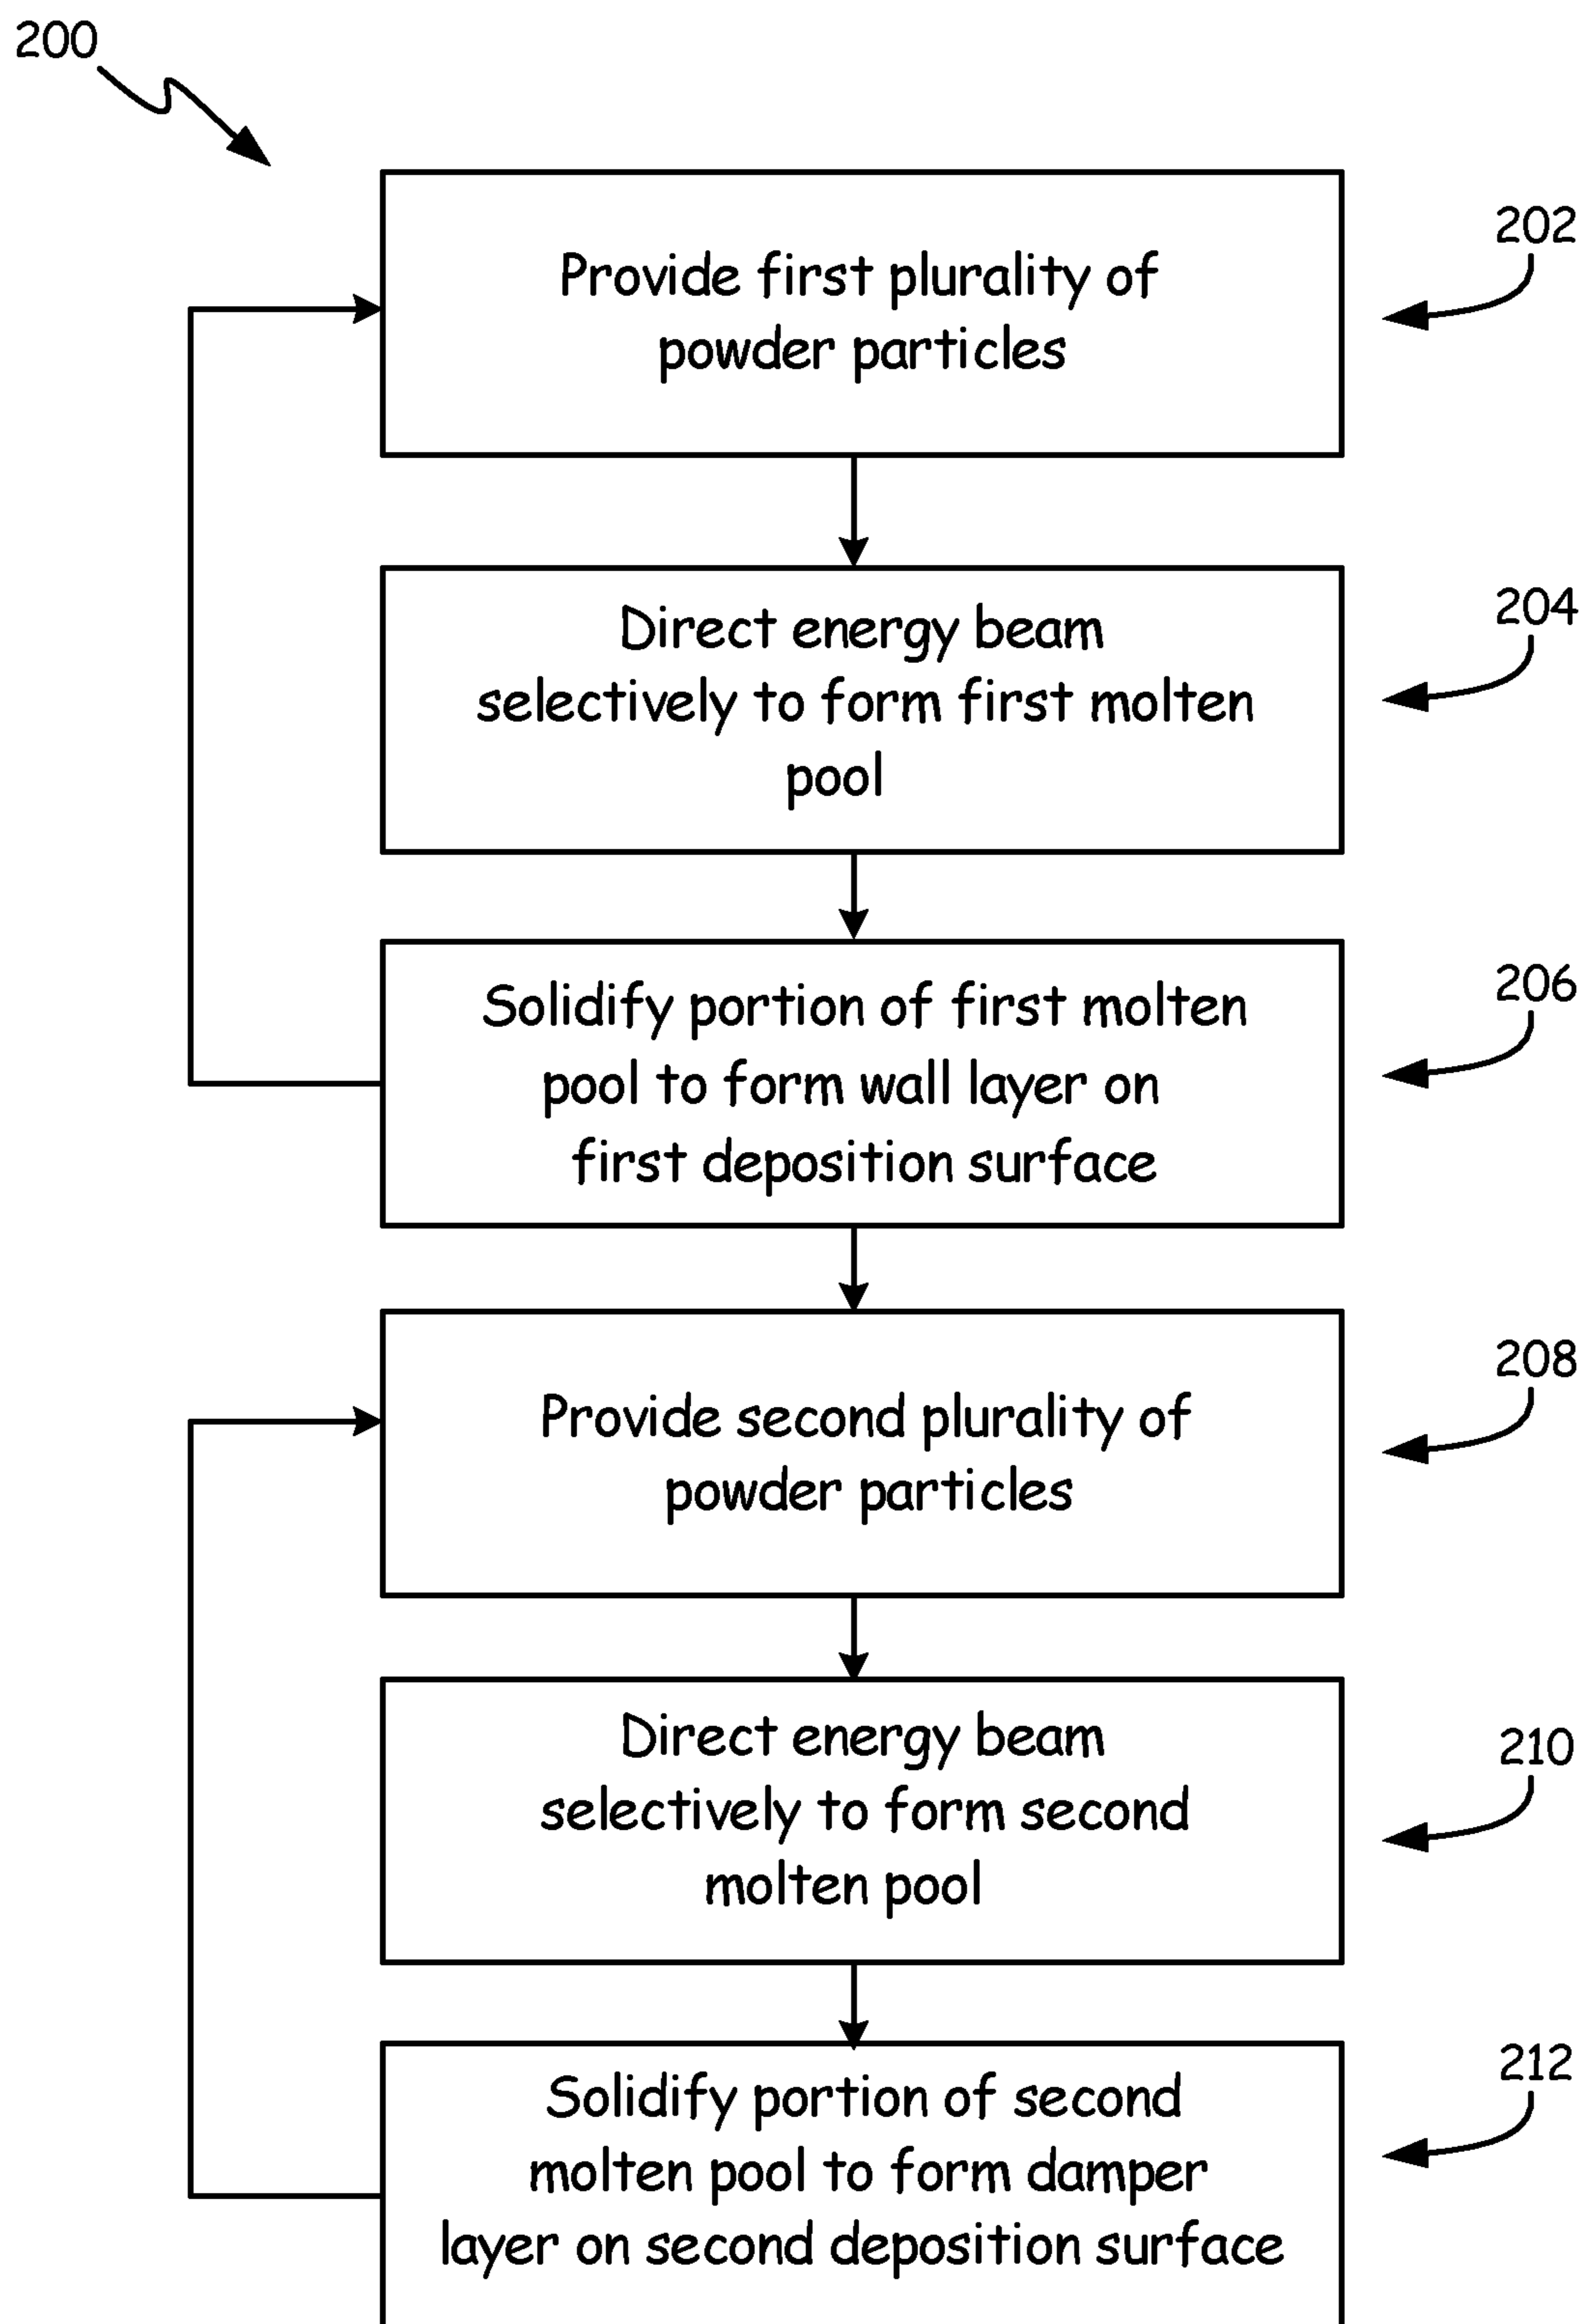 200
Provide first plurality of
powder particles
202
Direct energy beam
selectively to form first molten
pool
204
Solidify portion of first molten
pool to form wall layer on
first deposition surface
206
Provide second plurality of
powder particles
208
Direct energy beam
selectively to form second
molten pool
210
Solidify portion of second
molten pool to form damper
layer on second deposition surface
212